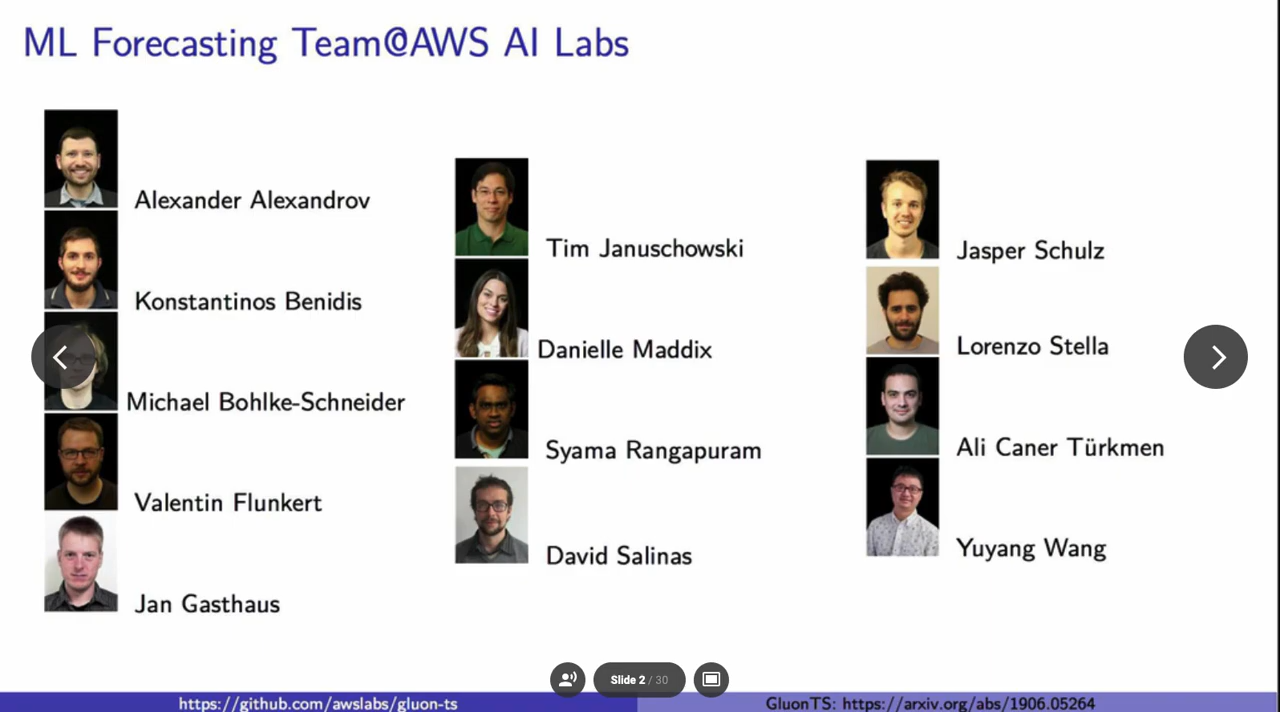 ML Forecasting Team@AWS AI Labs
Alexander Alexandrov
Konstantinos Benidis
Michael Bohlke-Schneider
Valentin Flunkert
Jan Gasthaus
Tim Januschowski
Danielle Maddix
Syama Rangapuram
David Salinas
Jasper Schulz
Lorenzo Stella
Ali Caner Türkmen
Yuyang Wang
Slide 2 / 30
https://github.com/awslabs/gluon-ts
GluonTS: https://arxiv.org/abs/1906.05264